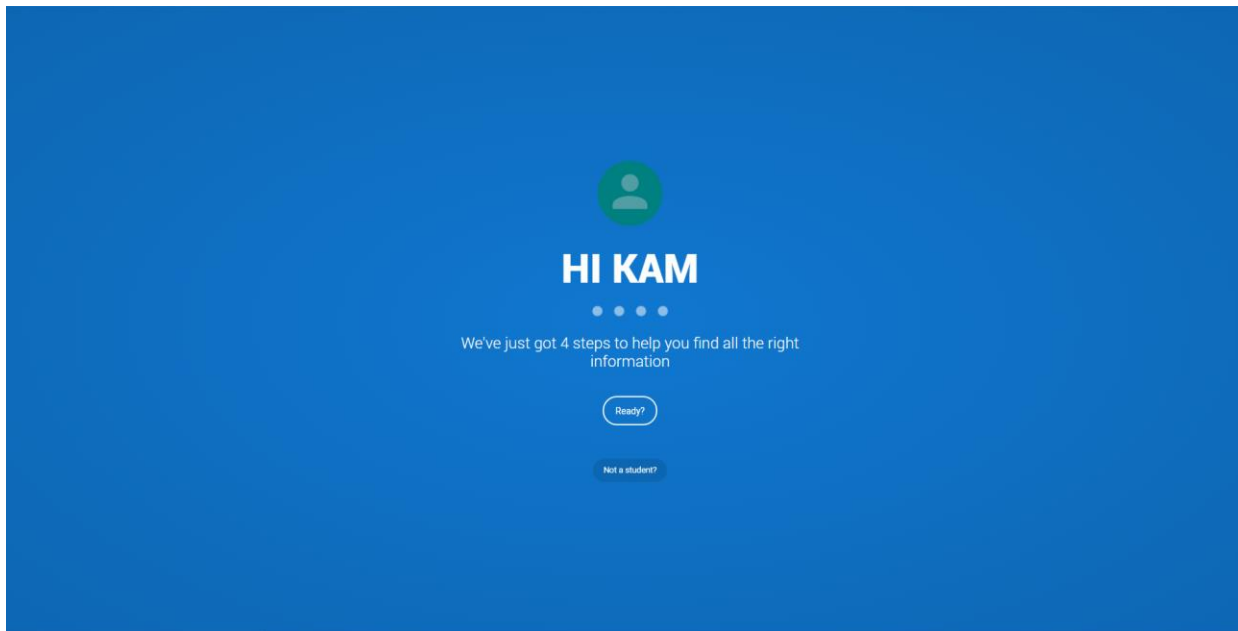 HI KAM
We've just got 4 steps to help you find all the right
information
Ready?
Not a student?